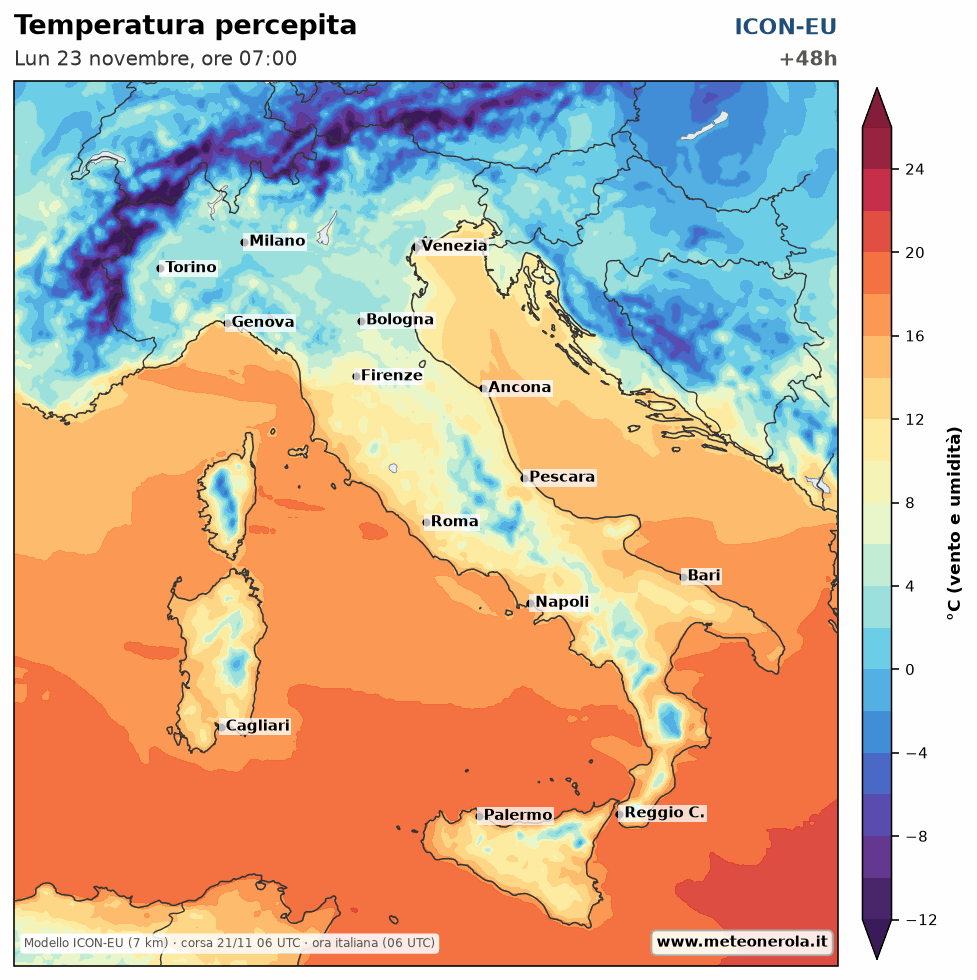 Temperatura percepita
ICON-EU
Lun 23 novembre, ore 07:00
+48h
Milano
Venezia
Torino
Genova
Bologna
Firenze
Ancona
Pescara
Roma
Bari
Napoli
Cagliari
Palermo
Reggio C.
24
20
16
12
8
4
0
−4
−8
−12
°C (vento e umidità)
Modello ICON-EU (7 km) · corsa 21/11 06 UTC · ora italiana (06 UTC)
www.meteonerola.it